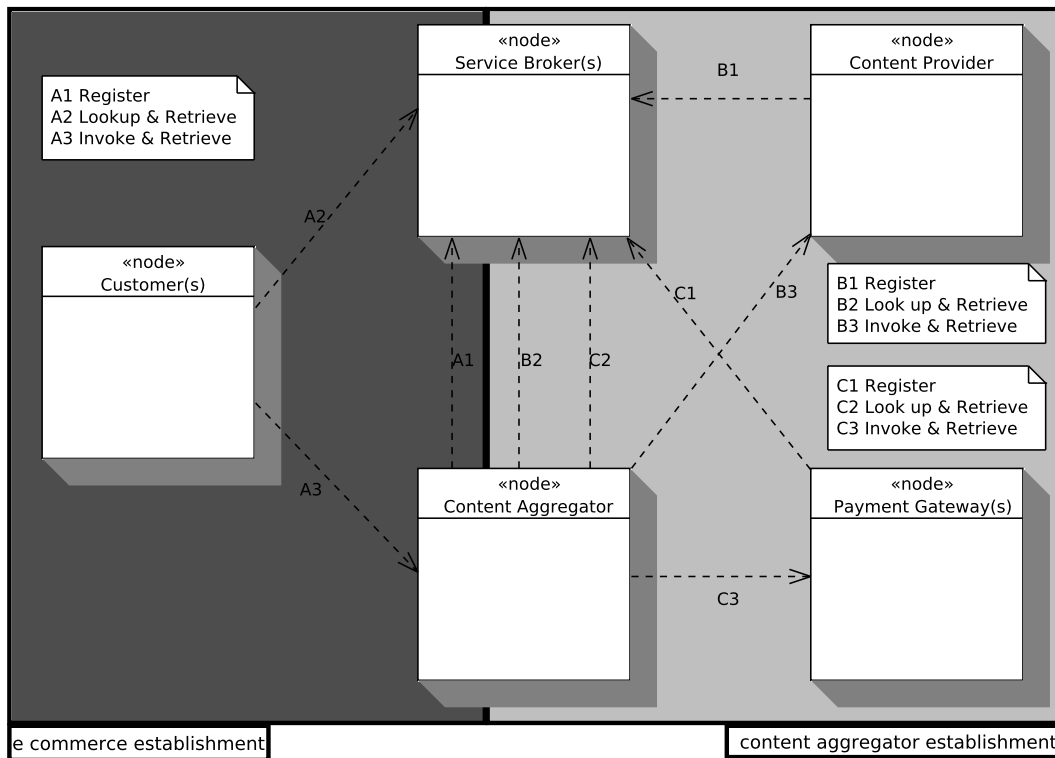 «node»
Service Broker(s)
«node»
Content Provider
B1
A1 Register
A2 Lookup & Retrieve
A3 Invoke & Retrieve
A2
«node»
Customer(s)
B1 Register
B2 Look up & Retrieve
B3 Invoke & Retrieve
C1
B3
A1
B2
C2
C1 Register
C2 Look up & Retrieve
C3 Invoke & Retrieve
A3
«node»
Content Aggregator
«node»
Payment Gateway(s)
C3
e commerce establishment
content aggregator establishment